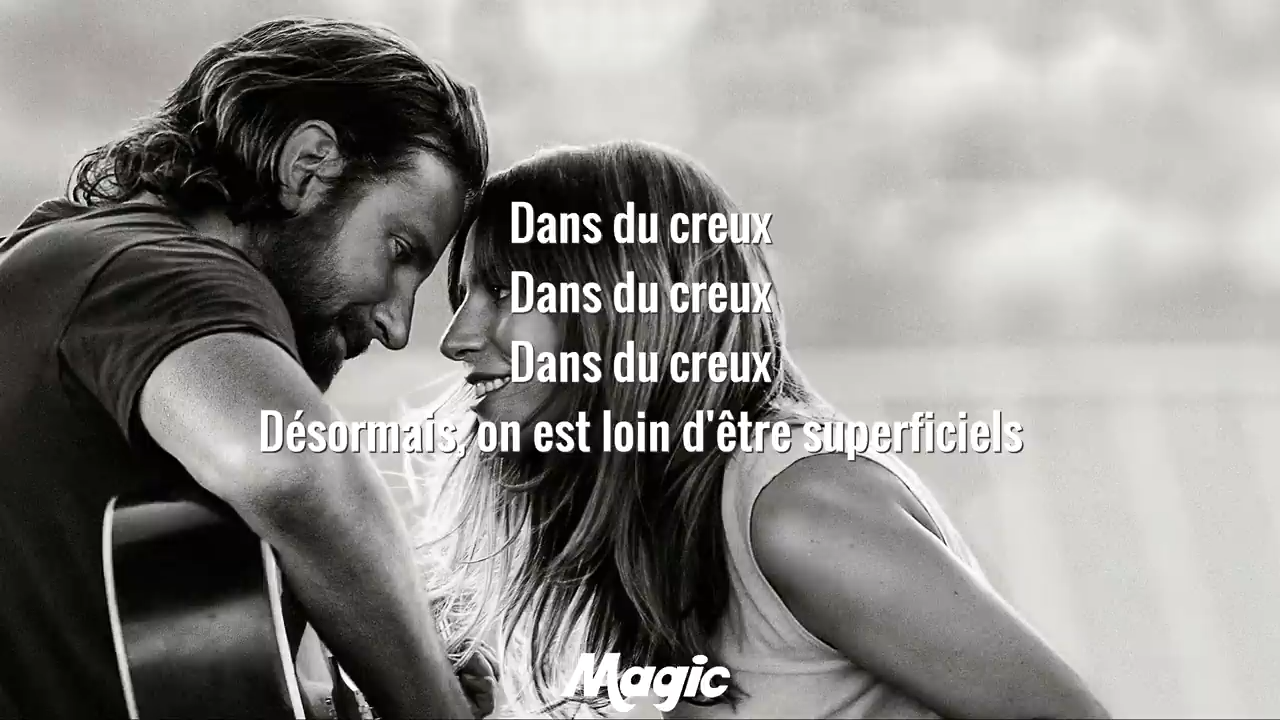 Dans du creux
Dans du creux
Dans du creux
Désormais, on est loin d'être superficiels
Magic